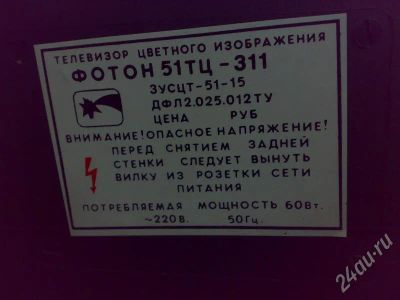 ТЕЛЕВИЗОР ЦВЕТНОГО ИЗОБРАЖЕНИЯ
ФОТОН 51ТЦ-311
3УСЦТ-51-15
ДФЛ2.025.012ТУ
ЦЕНА РУБ
ВНИМАНИЕ! ОПАСНОЕ НАПРЯЖЕНИЕ!
ПЕРЕД СНЯТИЕМ ЗАДНЕЙ
СТЕНКИ СЛЕДУЕТ ВЫНУТЬ
ВИЛКУ ИЗ РОЗЕТКИ СЕТИ
ПИТАНИЯ
ПОТРЕБЛЯЕМАЯ МОЩНОСТЬ 60Вт.
~220В. 50Гц.
24au.ru